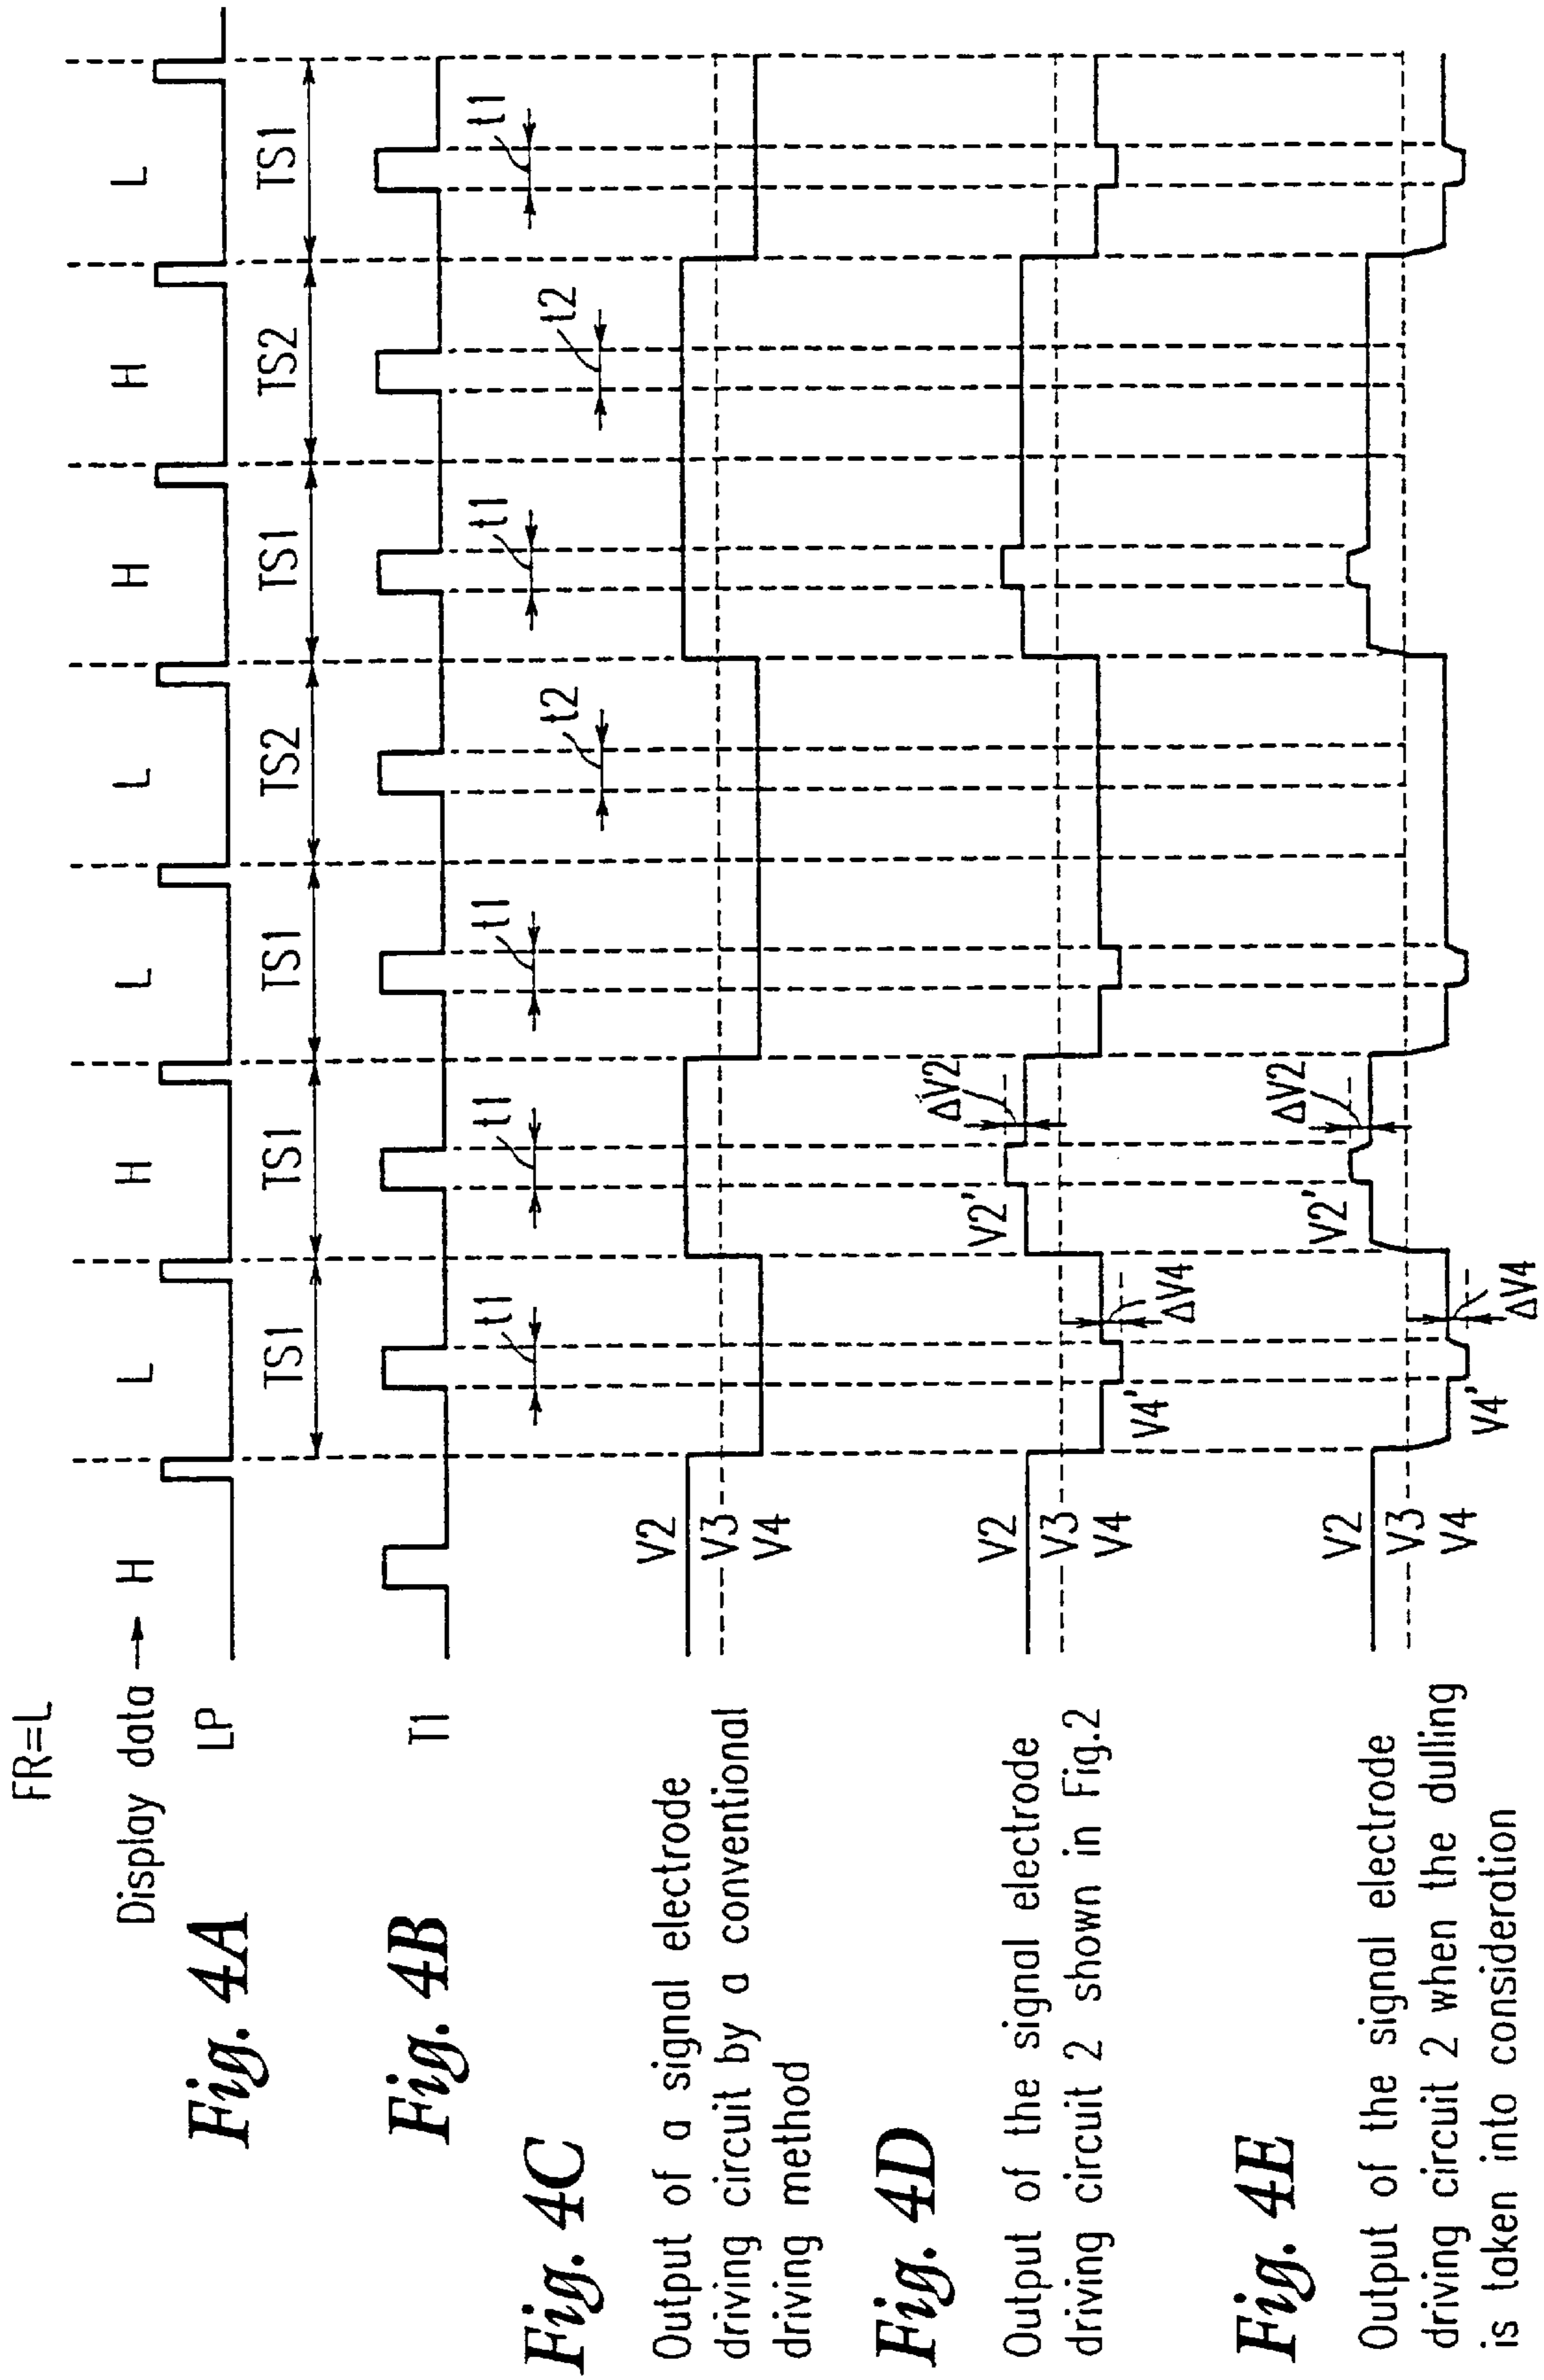 FR=L
Display data → H L H L L H H L
Fig. 4A
LP
TS1 TS1 TS1 TS2 TS1 TS2 TS1
Fig. 4B
T1
t1 t1 t1 t2 t1 t2 t1
Fig. 4C
Output of a signal electrode
driving circuit by a conventional
driving method
V2
V3
V4
Fig. 4D
Output of the signal electrode
driving circuit 2 shown in Fig.2
V2
V3
V4
V4'
ΔV4
V2'
ΔV2
Fig. 4E
Output of the signal electrode
driving circuit 2 when the dulling
is taken into consideration
V2
V3
V4
V4'
ΔV4
V2'
ΔV2